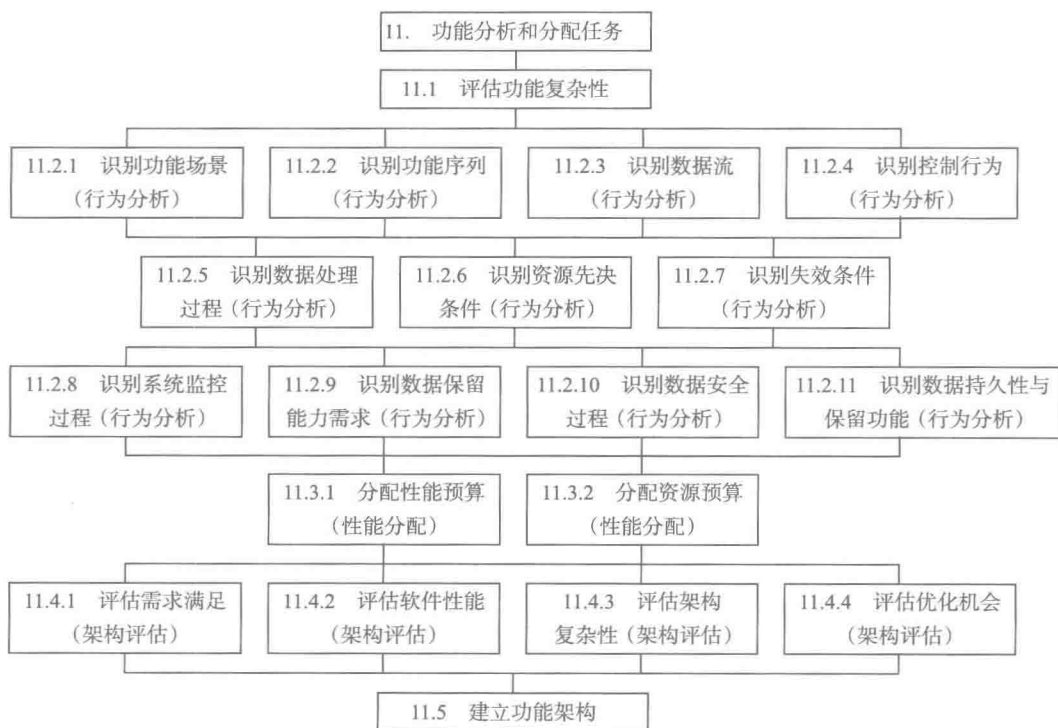 11. 功能分析和分配任务
11.1 评估功能复杂性
11.2.1 识别功能场景
(行为分析)
11.2.2 识别功能序列
(行为分析)
11.2.3 识别数据流
(行为分析)
11.2.4 识别控制行为
(行为分析)
11.2.5 识别数据处理
过程(行为分析)
11.2.6 识别资源先决
条件(行为分析)
11.2.7 识别失效条件
(行为分析)
11.2.8 识别系统监控
过程(行为分析)
11.2.9 识别数据保留
能力需求(行为分析)
11.2.10 识别数据安全
过程(行为分析)
11.2.11 识别数据持久性与
保留功能(行为分析)
11.3.1 分配性能预算
(性能分配)
11.3.2 分配资源预算
(性能分配)
11.4.1 评估需求满足
(架构评估)
11.4.2 评估软件性能
(架构评估)
11.4.3 评估架构
复杂性(架构评估)
11.4.4 评估优化机会
(架构评估)
11.5 建立功能架构